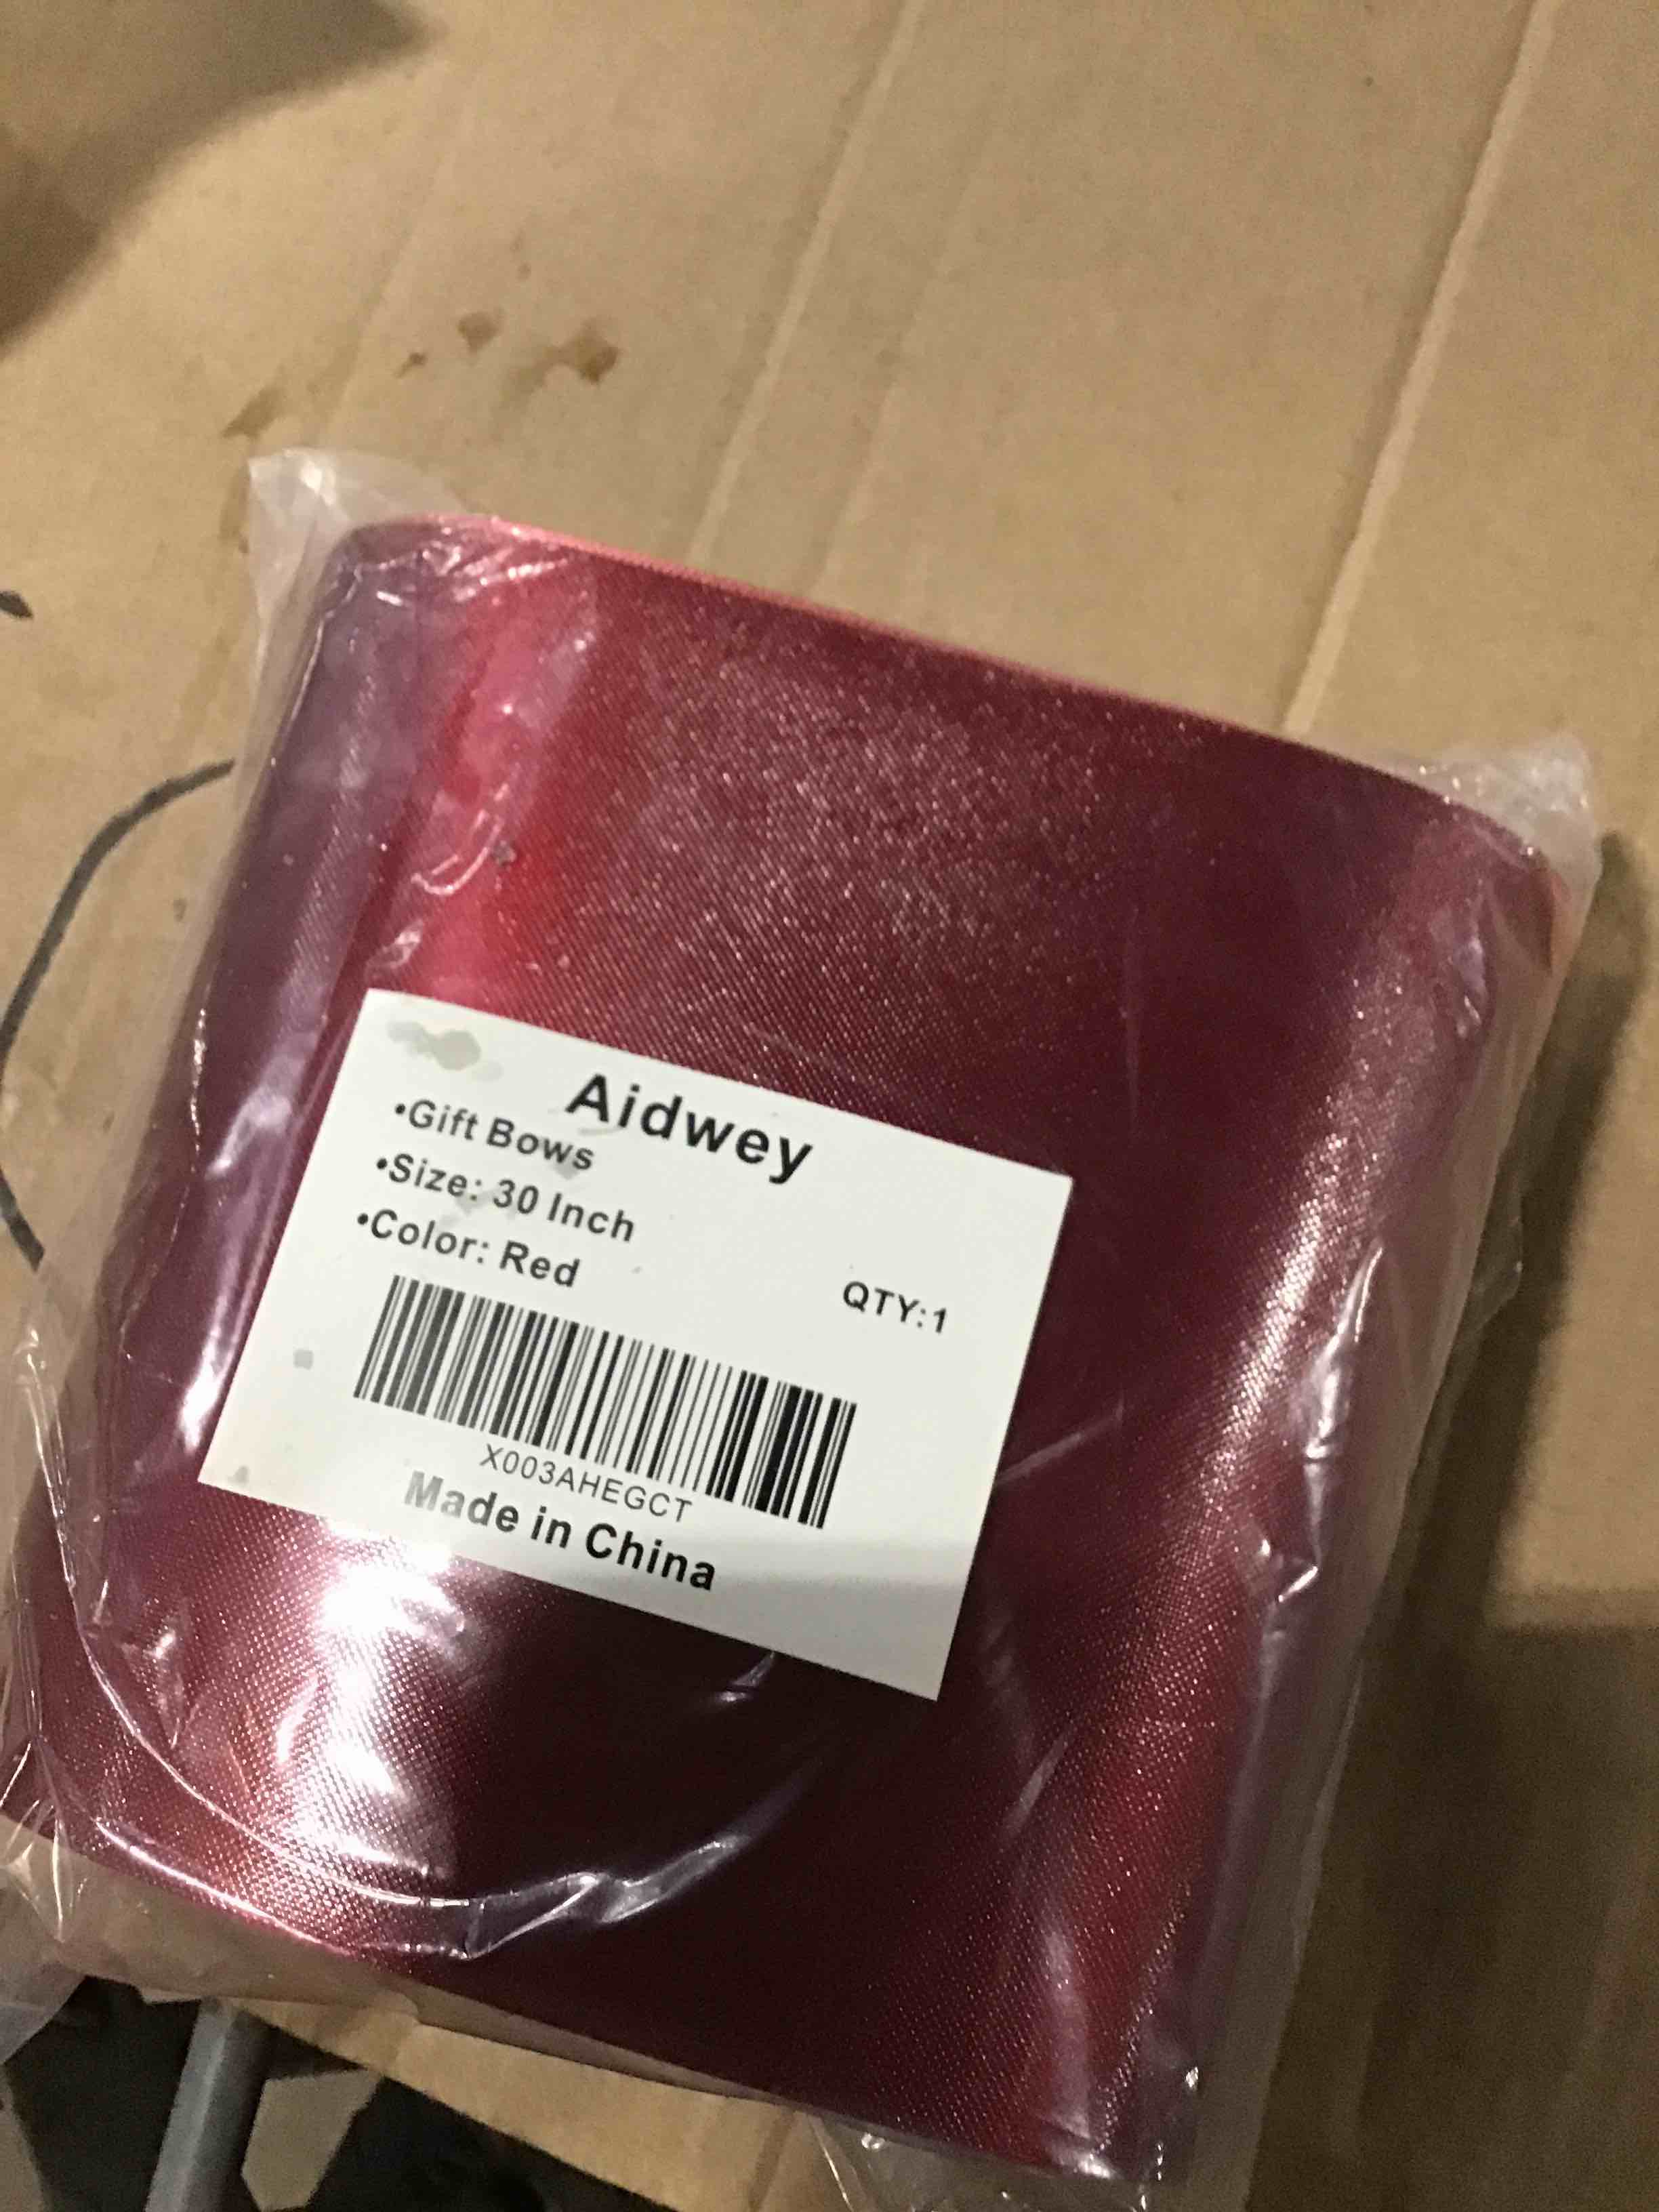 Aidwey
•Gift Bows
•Size: 30 Inch
•Color: Red
QTY:1
X003AHEGCT
Made in China